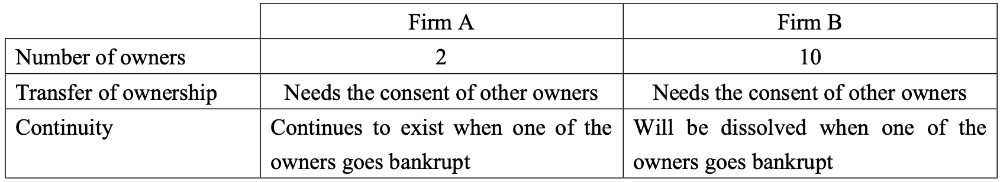 Firm A Firm B
Number of owners 2 10
Transfer of ownership Needs the consent of other owners Needs the consent of other owners
Continuity Continues to exist when one of the owners goes bankrupt Will be dissolved when one of the owners goes bankrupt